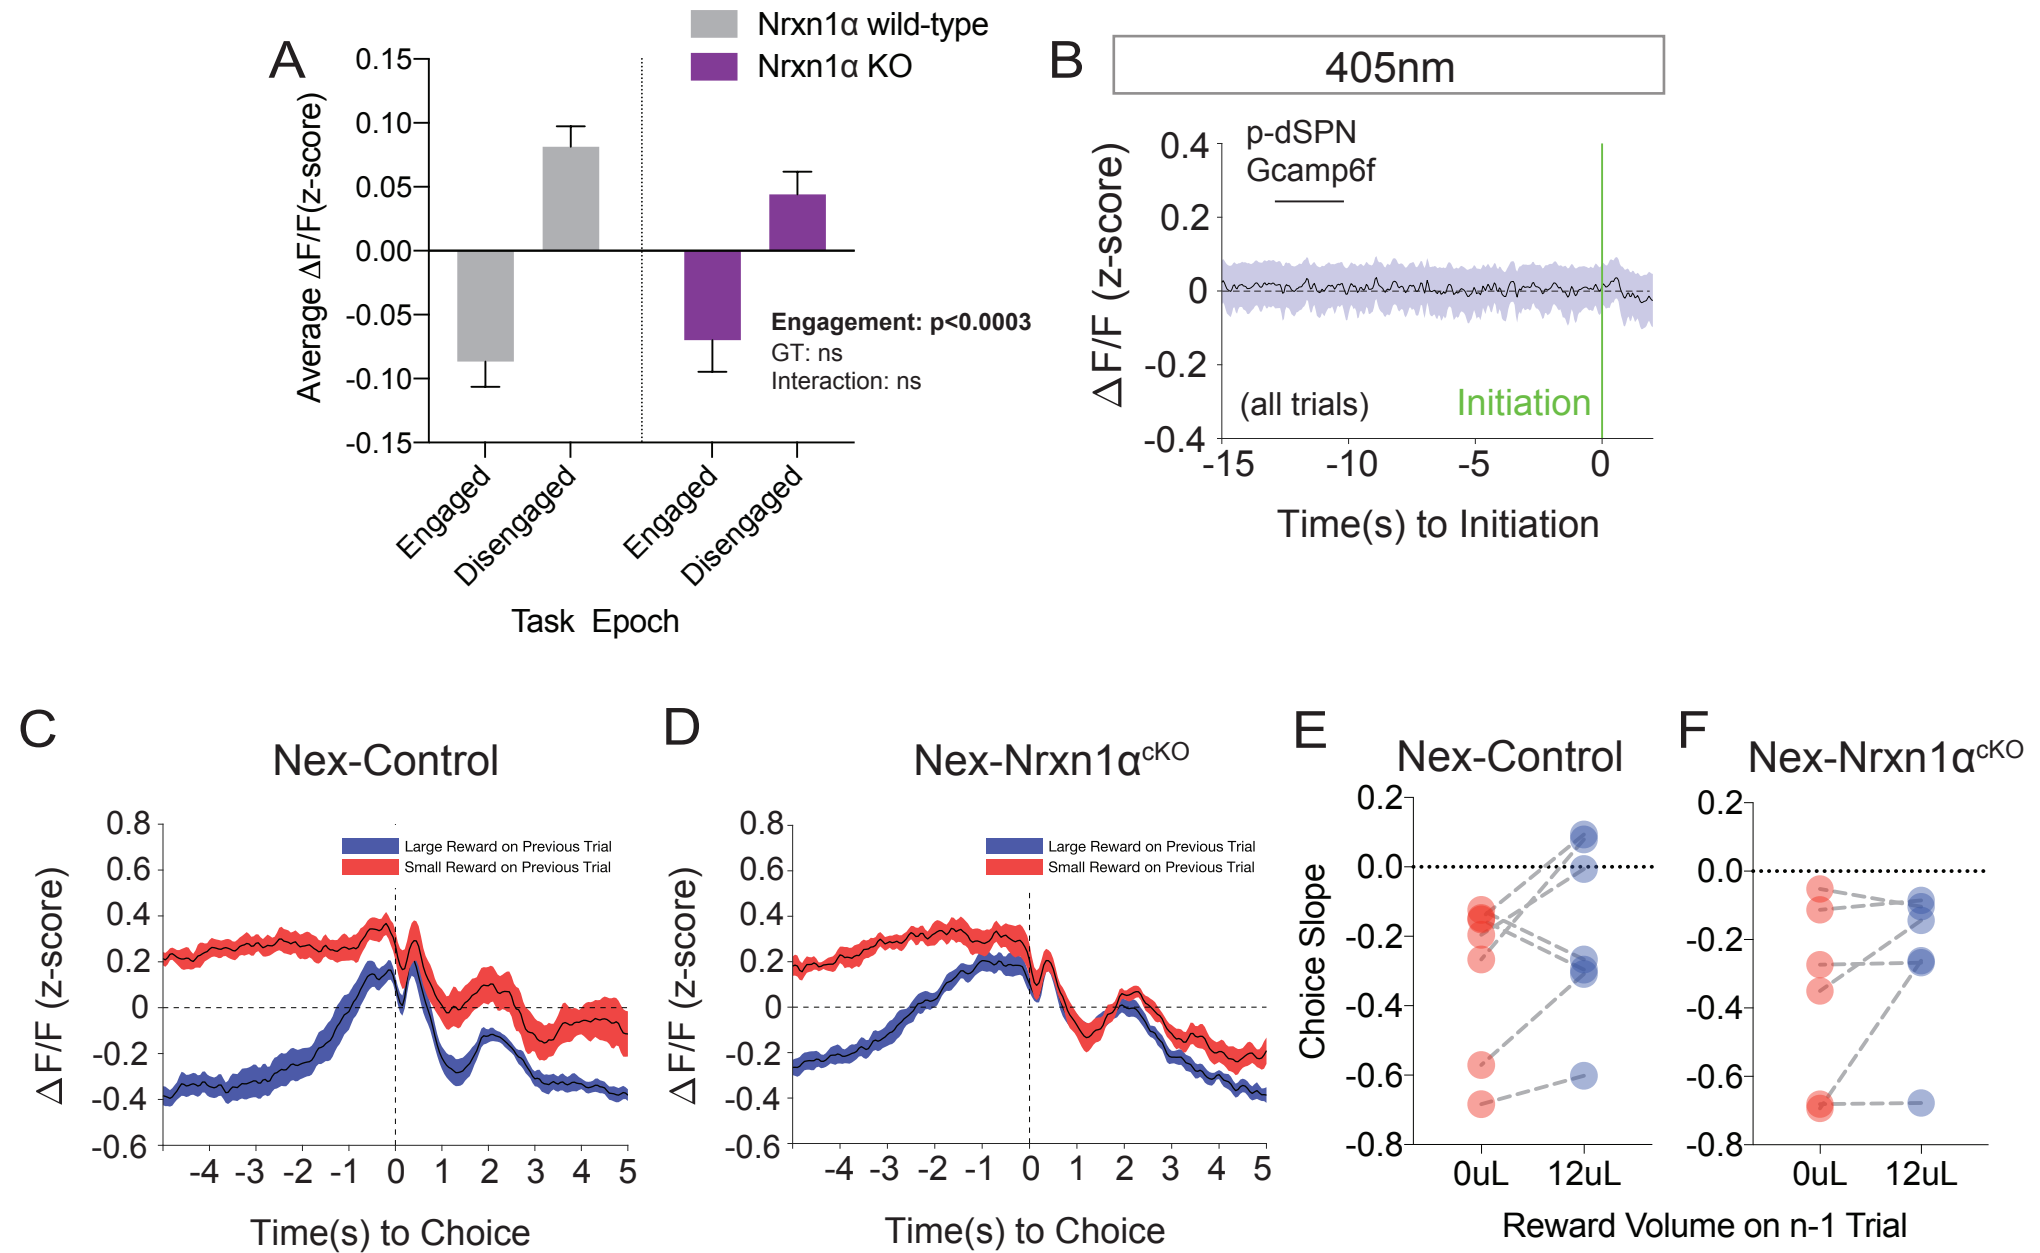 A
Nrxn1α wild-type
Nrxn1α KO
Average ΔF/F(z-score)
0.15
0.10
0.05
0.00
-0.05
-0.10
-0.15
Engagement: p<0.0003
GT: ns
Interaction: ns
Engaged
Disengaged
Engaged
Disengaged
Task Epoch
B
405nm
p-dSPN
Gcamp6f
ΔF/F (z-score)
0.4
0.2
0
-0.2
-0.4
(all trials)
Initiation
-15
-10
-5
0
Time(s) to Initiation
C
Nex-Control
ΔF/F (z-score)
0.8
0.6
0.4
0.2
0
-0.2
-0.4
-0.6
Large Reward on Previous Trial
Small Reward on Previous Trial
-4 -3 -2 -1 0 1 2 3 4 5
Time(s) to Choice
D
Nex-Nrxn1αcKO
ΔF/F (z-score)
0.8
0.6
0.4
0.2
0
-0.2
-0.4
-0.6
Large Reward on Previous Trial
Small Reward on Previous Trial
-4 -3 -2 -1 0 1 2 3 4 5
Time(s) to Choice
E
Nex-Control
Choice Slope
0.2
0.0
-0.2
-0.4
-0.6
-0.8
0uL 12uL
F
Nex-Nrxn1αcKO
0.2
0.0
-0.2
-0.4
-0.6
-0.8
0uL 12uL
Reward Volume on n-1 Trial